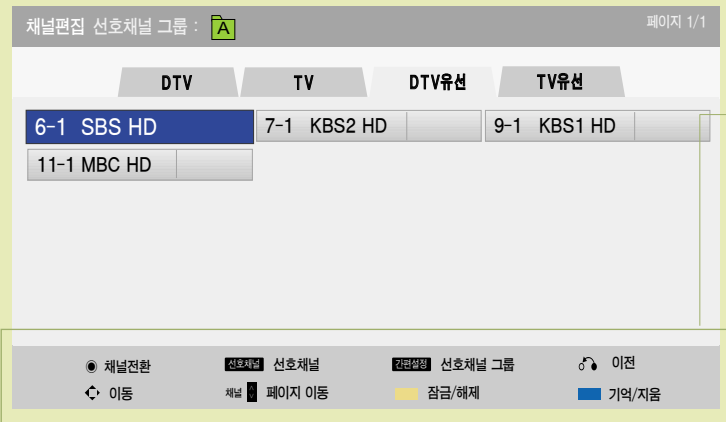 채널편집 선호채널 그룹 : A 페이지 1/1
DTV TV DTV유선 TV유선
6-1 SBS HD 7-1 KBS2 HD 9-1 KBS1 HD
11-1 MBC HD
채널전환 선호채널 선호채널 간편설정 선호채널 그룹 이전
이동 채널 페이지 이동 잠금/해제 기억/지움